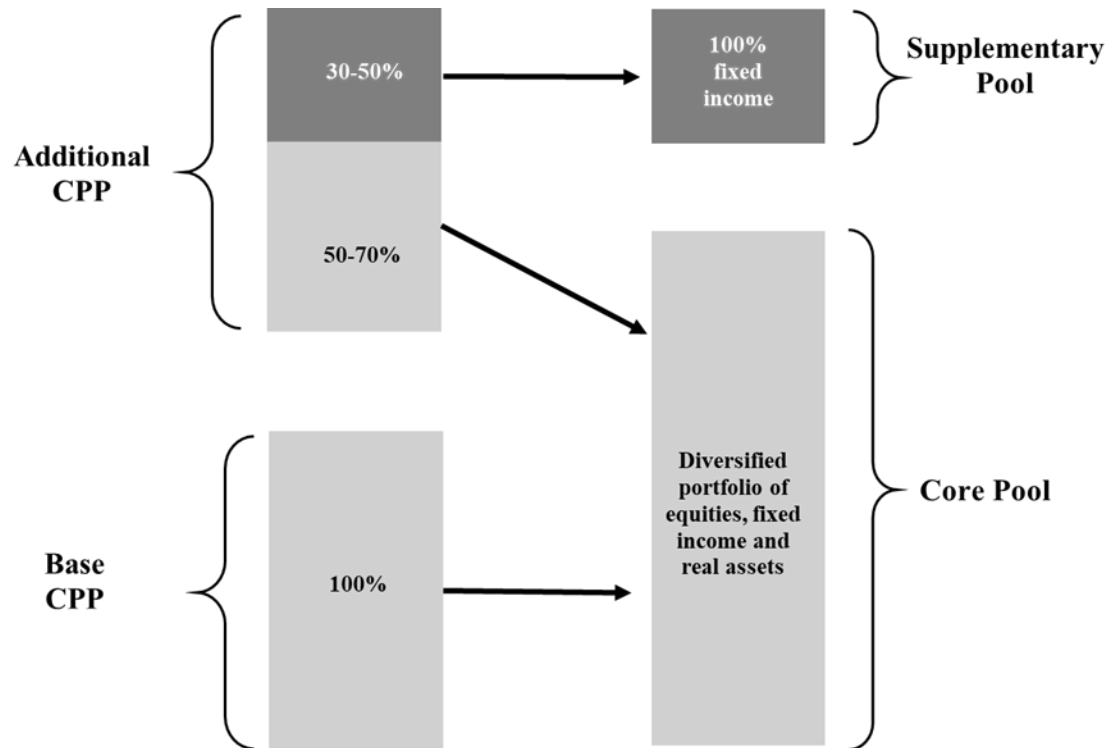 Additional
CPP
30-50%
50-70%
100%
fixed
income
Supplementary
Pool
Base
CPP
100%
Diversified
portfolio of
equities, fixed
income and
real assets
Core Pool